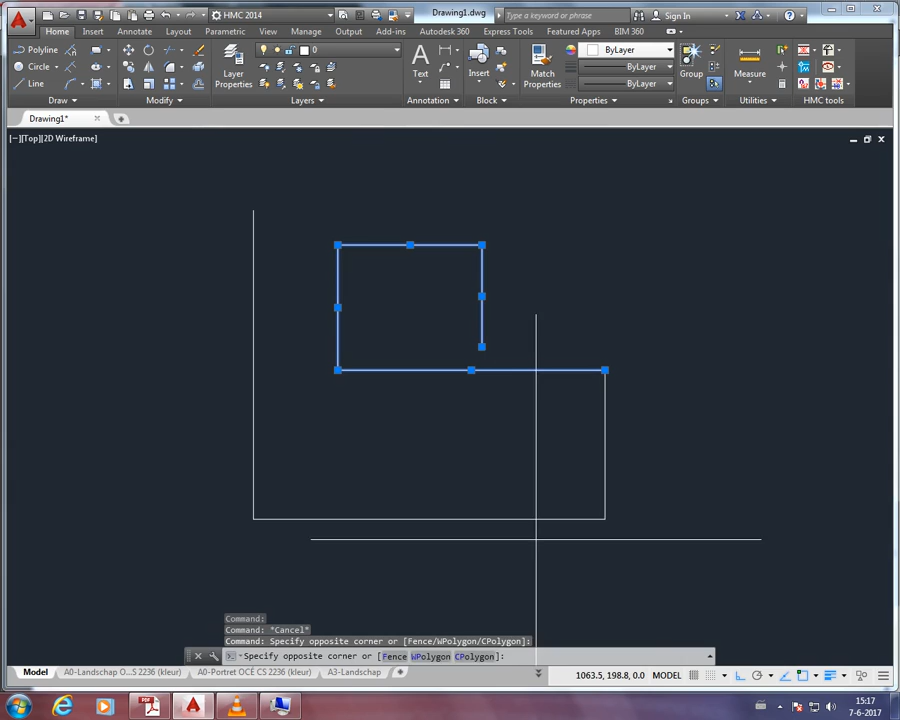 HMC 2014
Drawing1.dwg
Type a keyword or phrase
Sign In
Home Insert Annotate Layout Parametric View Manage Output Add-ins Autodesk 360 Express Tools Featured Apps BIM 360
Polyline
Circle
Line
Draw
Modify
Layer
Properties
0
Layers
Text
Annotation
Insert
Block
Match
Properties
ByLayer
ByLayer
ByLayer
Properties
Group
Groups
Measure
Utilities
HMC tools
Drawing1*
[−][Top][2D Wireframe]
Command:
Command: *Cancel*
Command: Specify opposite corner or [Fence/WPolygon/CPolygon]:
Specify opposite corner or [Fence WPolygon CPolygon]:
Model A0-Landschap O...S 2236 (kleur) A0-Portret OCÉ CS 2236 (kleur) A3-Landschap
1063.5, 198.8, 0.0 MODEL
PDF
15:17
7-6-2017